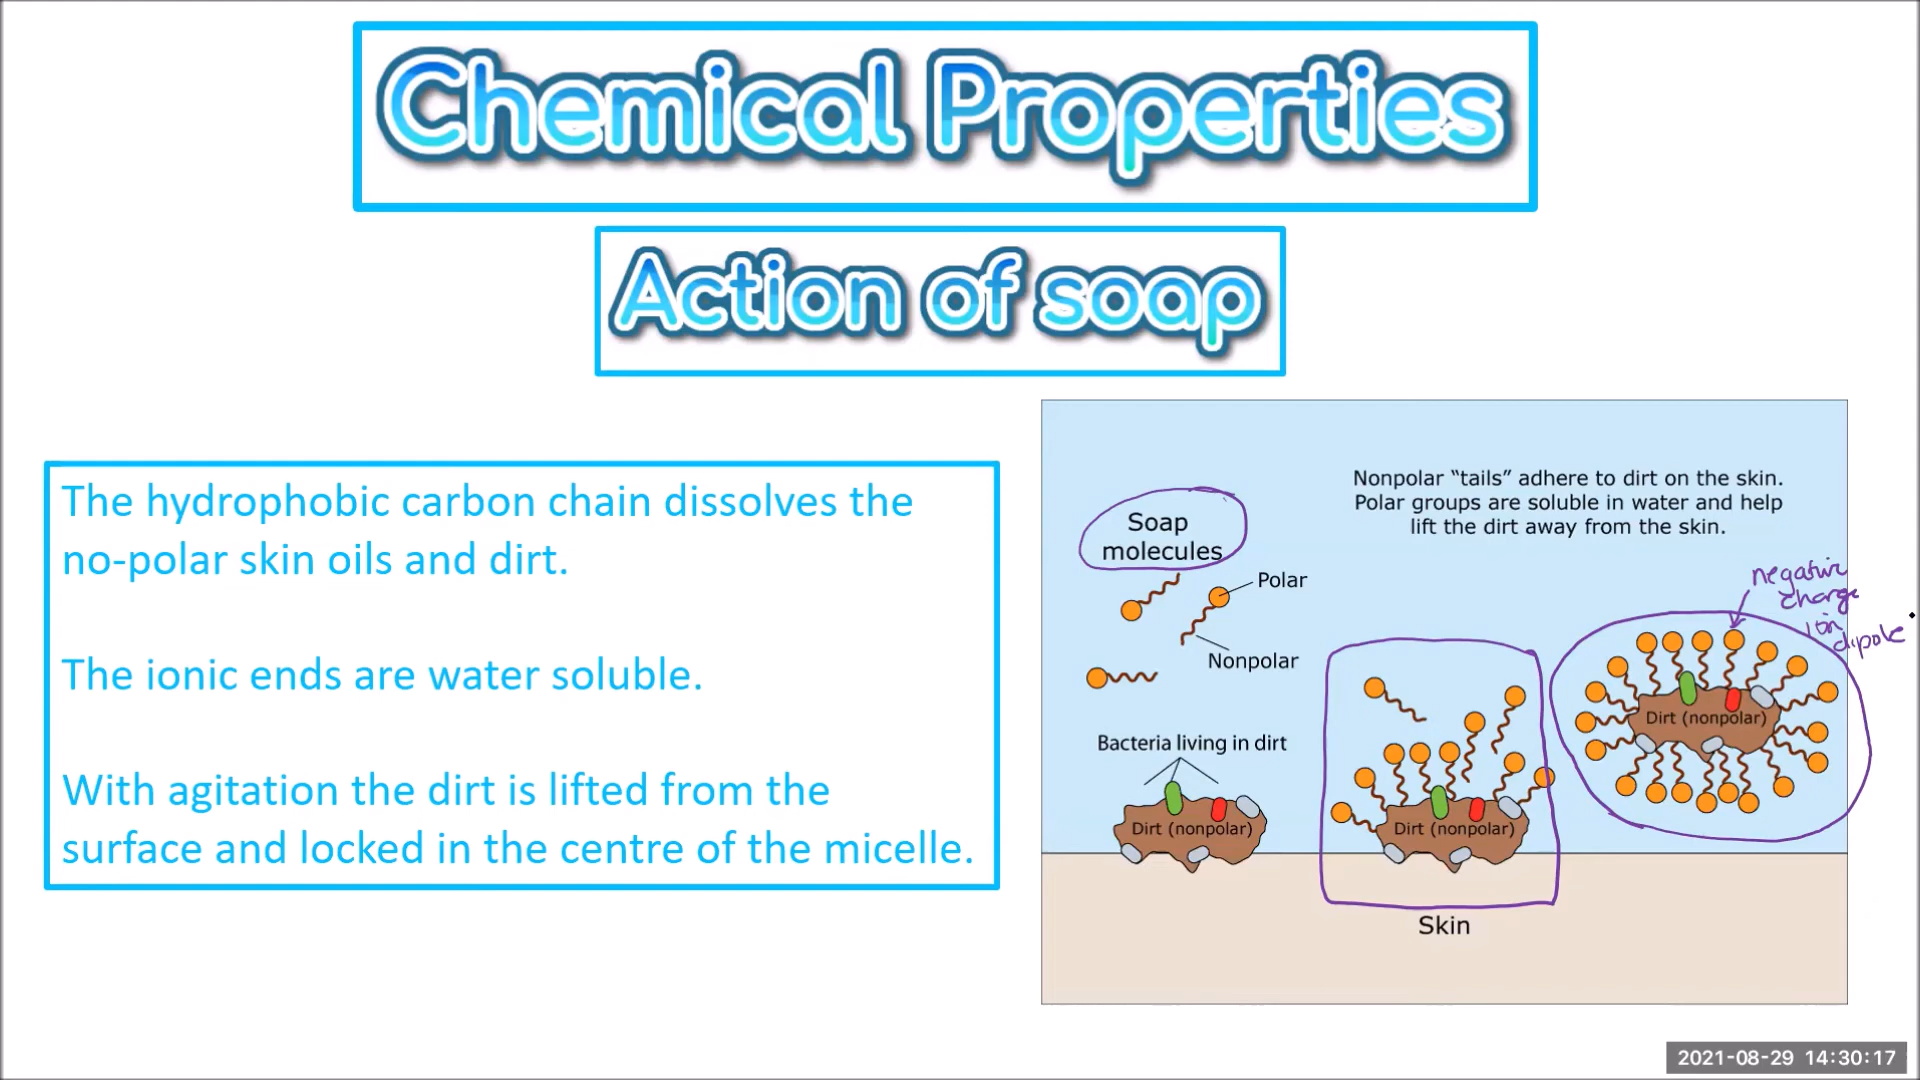 Chemical Properties
Action of soap
The hydrophobic carbon chain dissolves the
no-polar skin oils and dirt.
The ionic ends are water soluble.
With agitation the dirt is lifted from the
surface and locked in the centre of the micelle.
Nonpolar “tails” adhere to dirt on the skin.
Polar groups are soluble in water and help
lift the dirt away from the skin.
Soap
molecules
Polar
Nonpolar
negative
charge
ion
dipole
Bacteria living in dirt
Dirt (nonpolar)
Dirt (nonpolar)
Dirt (nonpolar)
Skin
2021-08-29 14:30:17